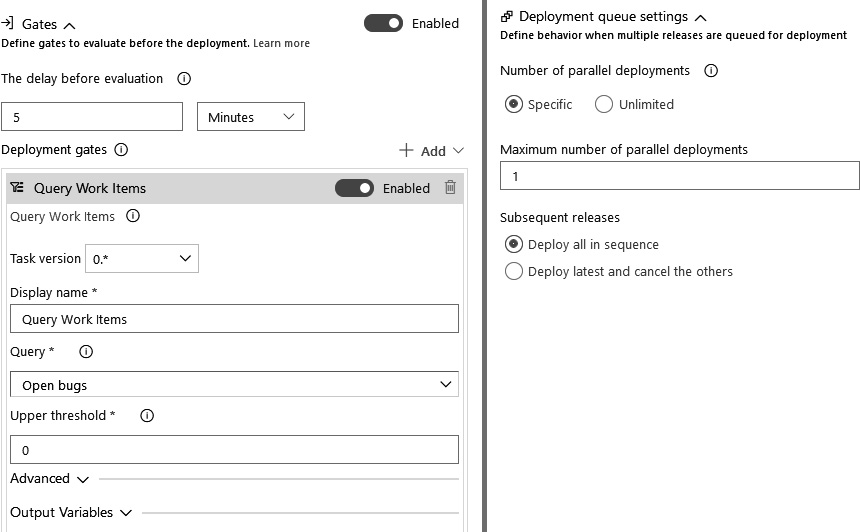 Gates
Enabled
Define gates to evaluate before the deployment. Learn more
The delay before evaluation
5
Minutes
Deployment gates
Add
Query Work Items
Enabled
Query Work Items
Task version
0.*
Display name *
Query Work Items
Query *
Open bugs
Upper threshold *
0
Advanced
Output Variables
Deployment queue settings
Define behavior when multiple releases are queued for deployment
Number of parallel deployments
Specific
Unlimited
Maximum number of parallel deployments
1
Subsequent releases
Deploy all in sequence
Deploy latest and cancel the others